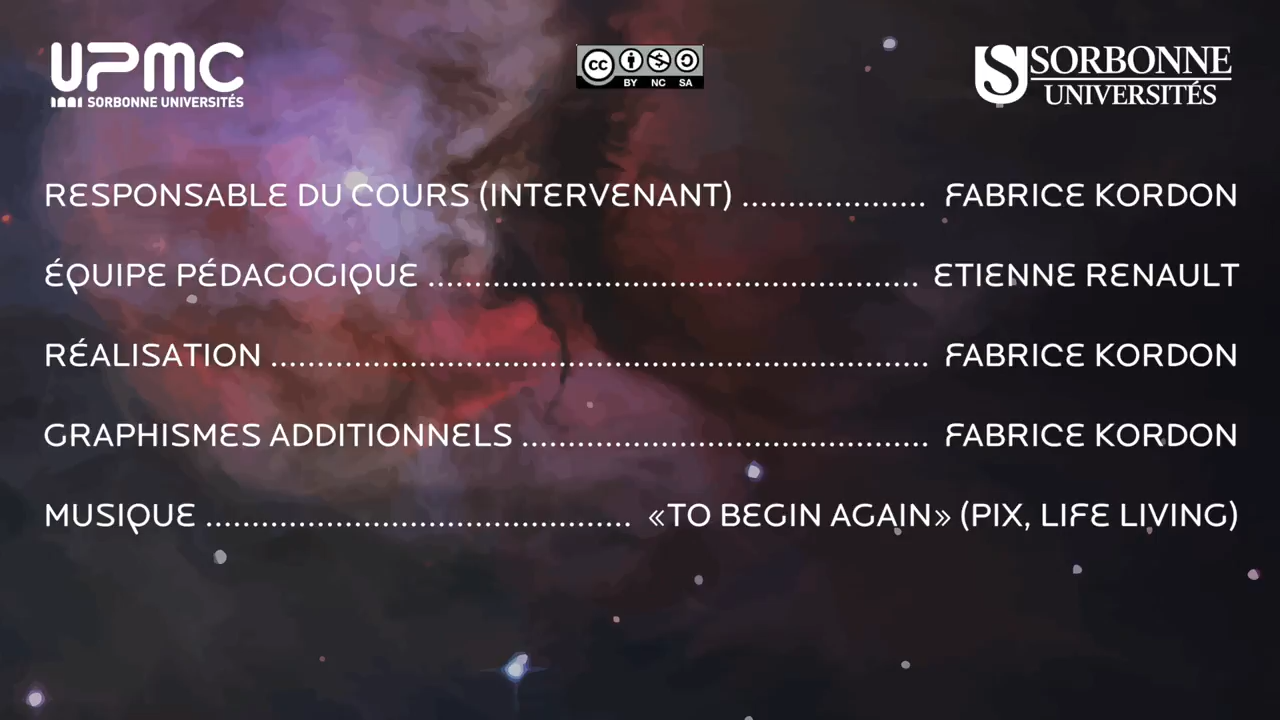 UPMC
SORBONNE UNIVERSITÉS
CC BY NC SA
SORBONNE
UNIVERSITÉS
RESPONSABLE DU COURS (INTERVENANT) ................... FABRICE KORDON
ÉQUIPE PÉDAGOGIQUE .................................................. ETIENNE RENAULT
RÉALISATION .................................................................... FABRICE KORDON
GRAPHISMES ADDITIONNELS .......................................... FABRICE KORDON
MUSIQUE ............................................ «TO BEGIN AGAIN» (PIX, LIFE LIVING)